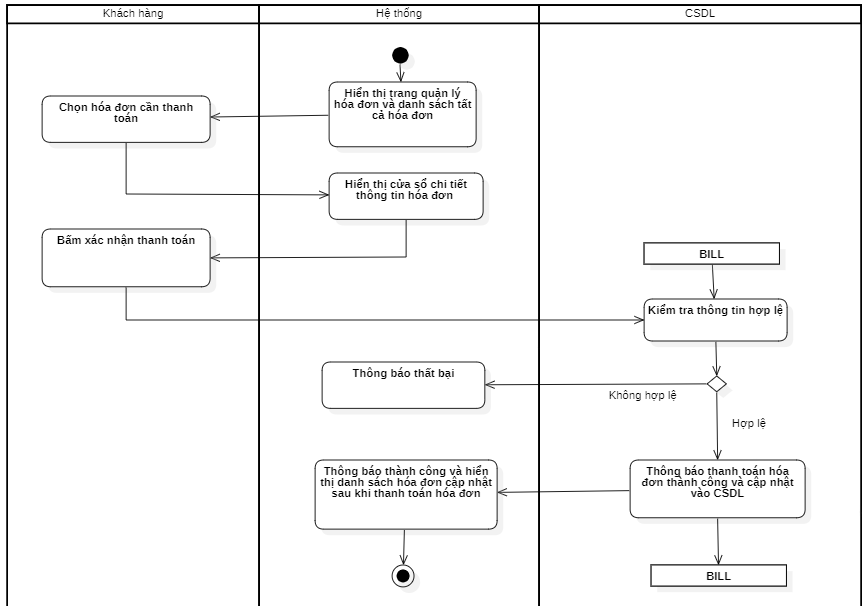 Khách hàng
Hệ thống
CSDL
Hiển thị trang quản lý
hóa đơn và danh sách tất
cả hóa đơn
Chọn hóa đơn cần thanh
toán
Hiển thị cửa sổ chi tiết
thông tin hóa đơn
Bấm xác nhận thanh toán
BILL
Kiểm tra thông tin hợp lệ
Thông báo thất bại
Không hợp lệ
Hợp lệ
Thông báo thành công và hiển
thị danh sách hóa đơn cập nhật
sau khi thanh toán hóa đơn
Thông báo thanh toán hóa
đơn thành công và cập nhật
vào CSDL
BILL